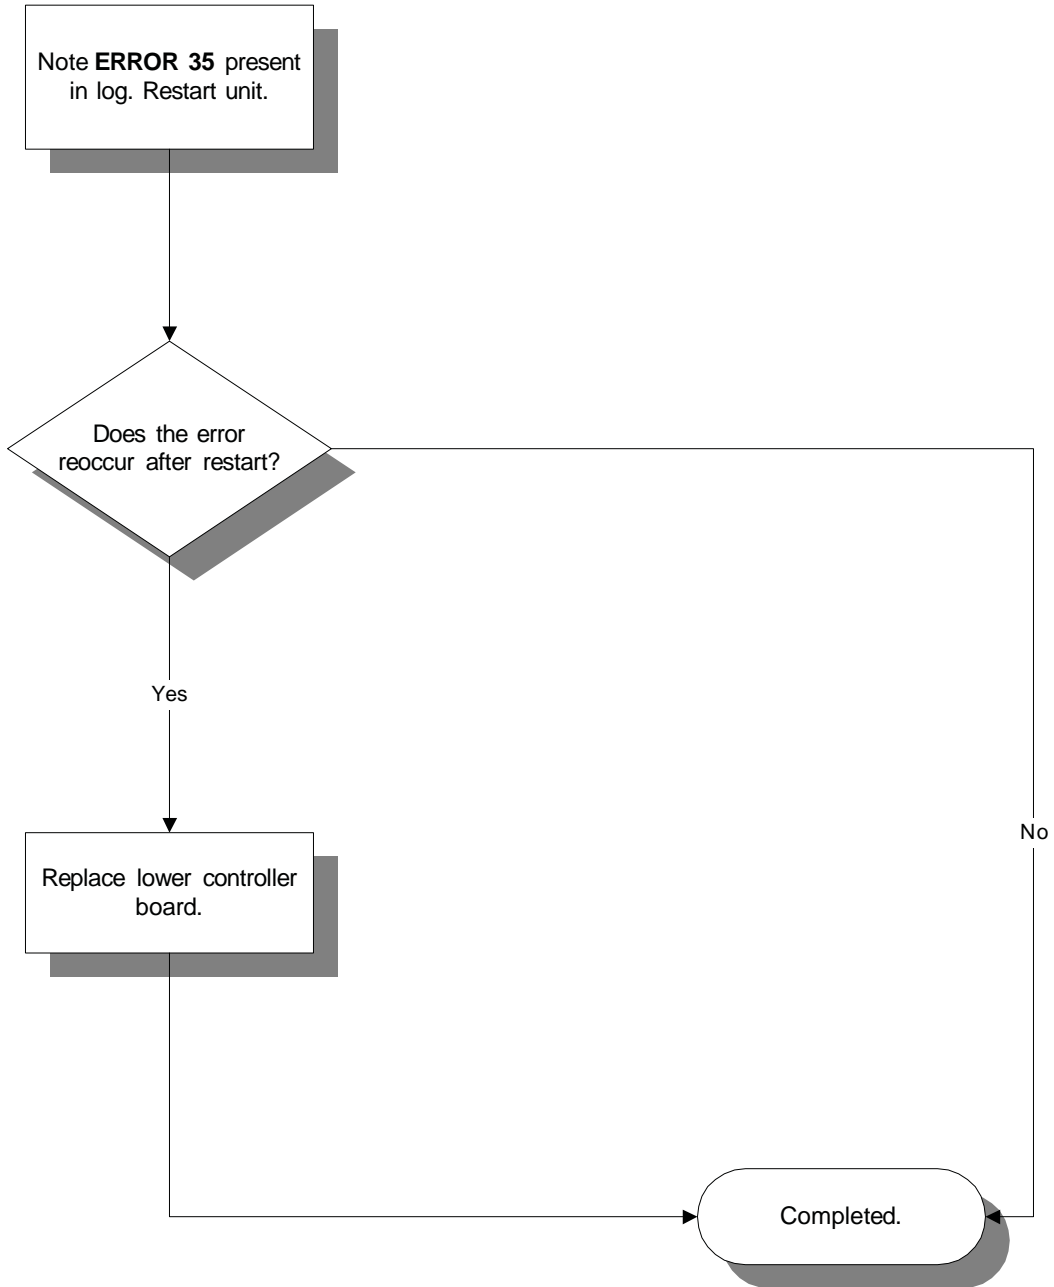 Note ERROR 35 present
in log. Restart unit.
Does the error
reoccur after restart?
Yes
No
Replace lower controller
board.
Completed.